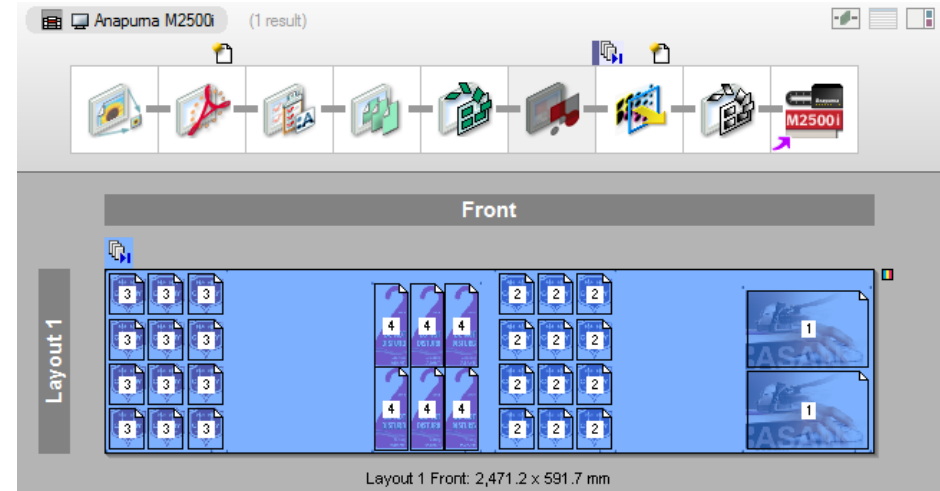 Anapurna M2500i (1 result)
M2500i
Front
Layout 1
3 3 3 2 2 2
4 4 4 1
3 3 3 2 2 2
3 3 3 2 2 2
4 4 4 1
3 3 3 2 2 2
Layout 1 Front: 2,471.2 x 591.7 mm